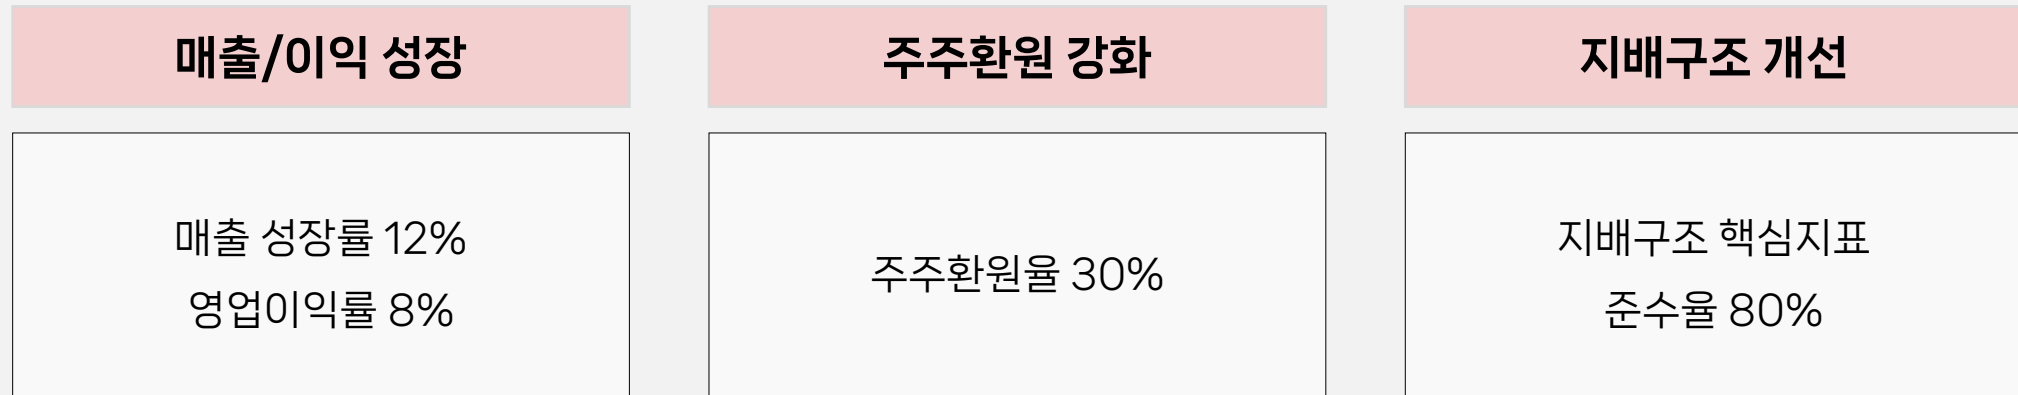 매출/이익 성장
매출 성장률 12%
영업이익률 8%
주주환원 강화
주주환원율 30%
지배구조 개선
지배구조 핵심지표
준수율 80%